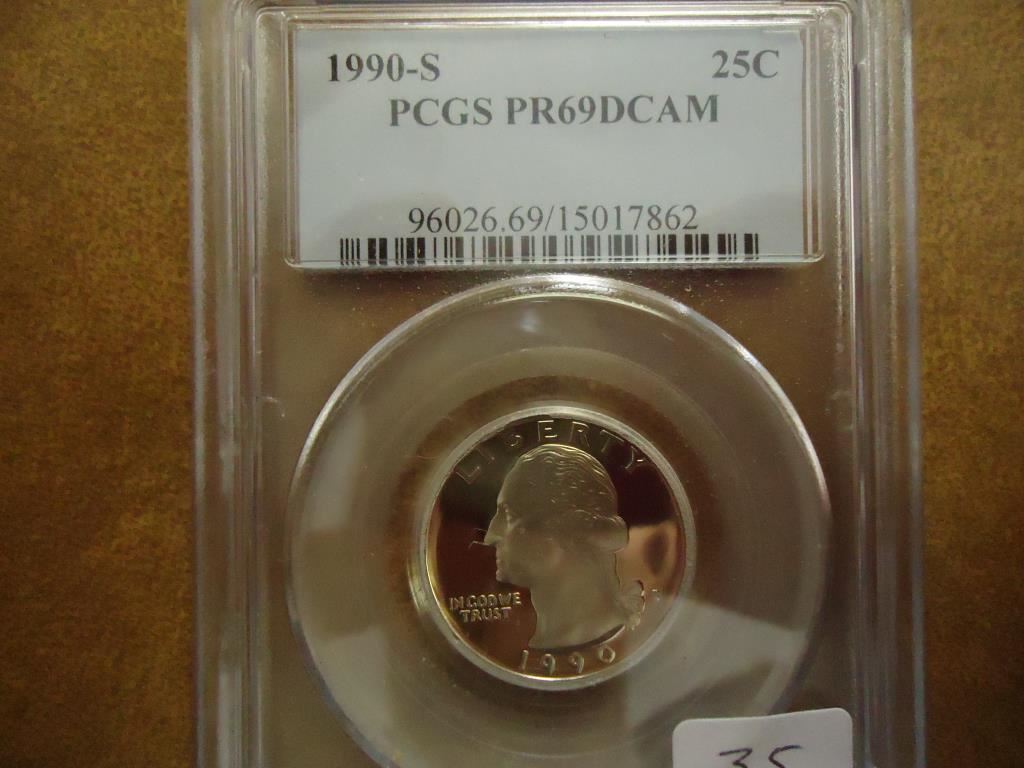 1990-S 25C
PCGS PR69DCAM
96026.69/15017862
LIBERTY
IN GOD WE
TRUST
1990
35